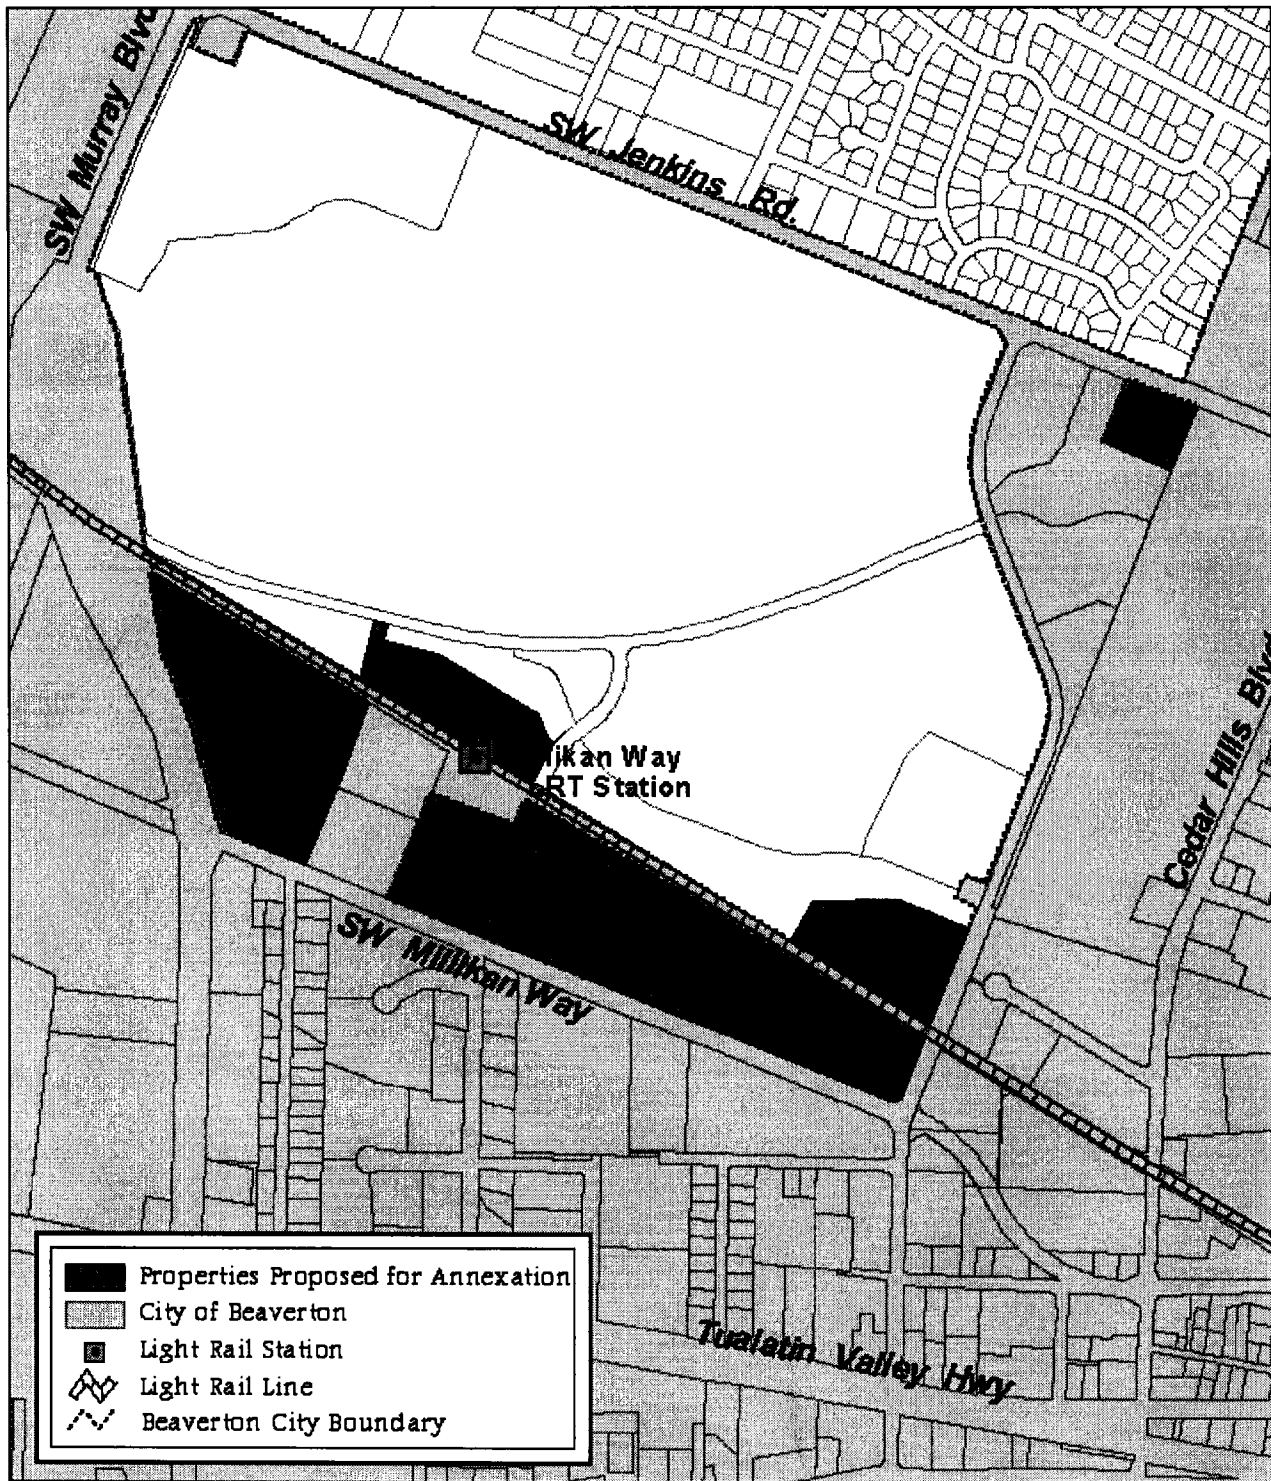 SW Murray Blvd
SW Jenkins Rd.
Cedar Hills Blvd
likan Way
RT Station
SW Millikan Way
Tualatin Valley Hwy
Properties Proposed for Annexation
City of Beaverton
Light Rail Station
Light Rail Line
Beaverton City Boundary